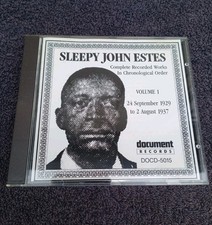 SLEEPY JOHN ESTES
Complete Recorded Works
In Chronological Order
VOLUME 1
24 September 1929
to 2 August 1937
document
RECORDS
DOCD-5015